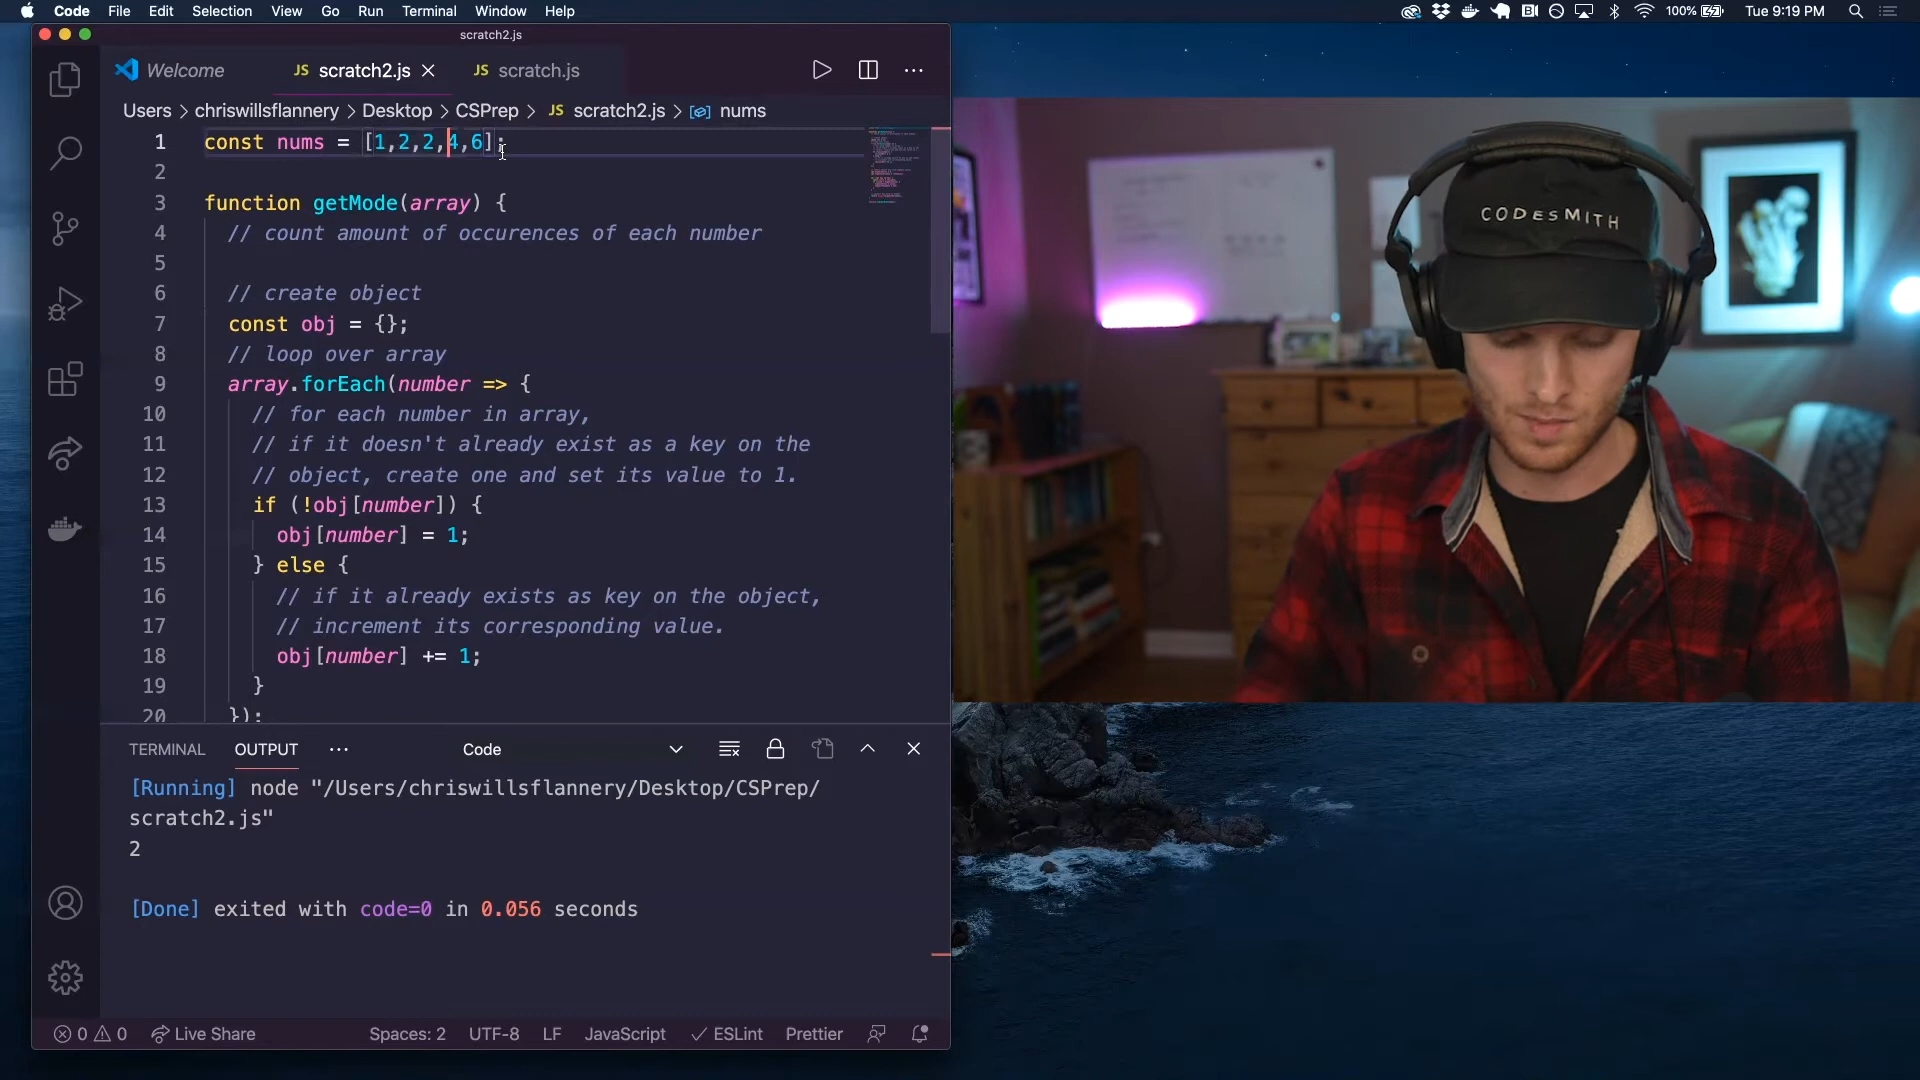 Code File Edit Selection View Go Run Terminal Window Help 100% Tue 9:19 PM
scratch2.js
Welcome JS scratch2.js JS scratch.js
Users > chriswillsflannery > Desktop > CSPrep > JS scratch2.js > nums
1 const nums = [1,2,2,4,6];
2
3 function getMode(array) {
4 // count amount of occurences of each number
5
6 // create object
7 const obj = {};
8 // loop over array
9 array.forEach(number => {
10 // for each number in array,
11 // if it doesn't already exist as a key on the
12 // object, create one and set its value to 1.
13 if (!obj[number]) {
14 obj[number] = 1;
15 } else {
16 // if it already exists as key on the object,
17 // increment its corresponding value.
18 obj[number] += 1;
19 }
20 });
TERMINAL OUTPUT Code
[Running] node "/Users/chriswillsflannery/Desktop/CSPrep/
scratch2.js"
2
[Done] exited with code=0 in 0.056 seconds
0 0 Live Share Spaces: 2 UTF-8 LF JavaScript ESLint Prettier
CODESMITH